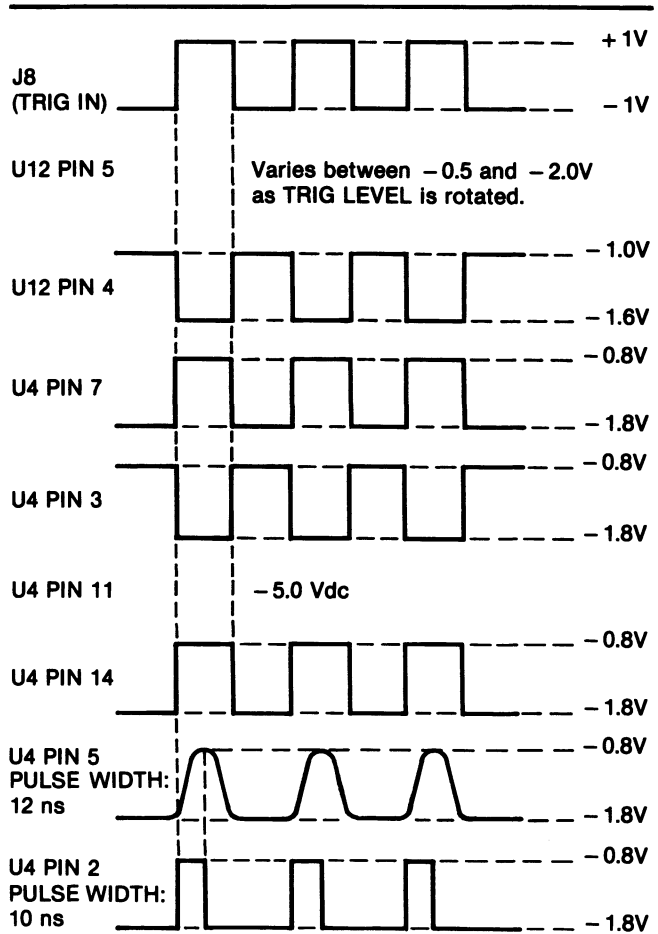 + 1V
J8
(TRIG IN)
– 1V
U12 PIN 5
Varies between – 0.5 and – 2.0V
as TRIG LEVEL is rotated.
– 1.0V
U12 PIN 4
– 1.6V
– 0.8V
U4 PIN 7
– 1.8V
– 0.8V
U4 PIN 3
– 1.8V
U4 PIN 11
– 5.0 Vdc
– 0.8V
U4 PIN 14
– 1.8V
– 0.8V
U4 PIN 5
PULSE WIDTH:
12 ns
– 1.8V
– 0.8V
U4 PIN 2
PULSE WIDTH:
10 ns
– 1.8V